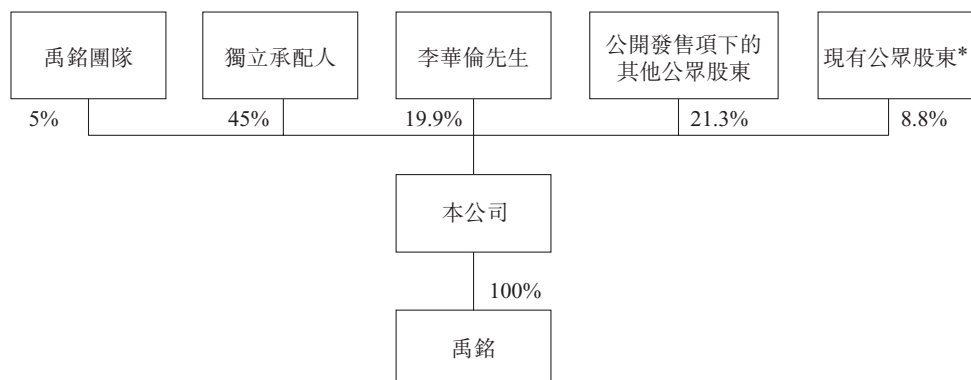 禹銘團隊
獨立承配人
李華倫先生
公開發售項下的
其他公眾股東
現有公眾股東*
5%
45%
19.9%
21.3%
8.8%
本公司
100%
禹銘